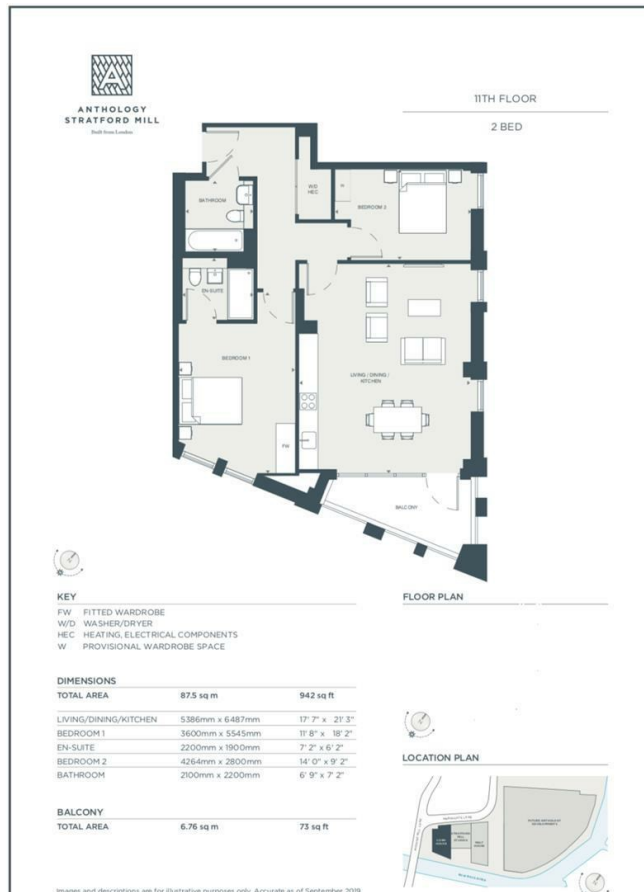 ANTHOLOGY
STRATFORD MILL
Built from London
11TH FLOOR
2 BED
BATHROOM
W/D
HEC
W
BEDROOM 2
EN-SUITE
BEDROOM 1
LIVING / DINING /
KITCHEN
FW
BALCONY
KEY
FW FITTED WARDROBE
W/D WASHER/DRYER
HEC HEATING, ELECTRICAL COMPONENTS
W PROVISIONAL WARDROBE SPACE
FLOOR PLAN
DIMENSIONS
TOTAL AREA 87.5 sq m 942 sq ft
LIVING/DINING/KITCHEN 5386mm x 6487mm 17' 7" x 21' 3"
BEDROOM 1 3600mm x 5545mm 11' 8" x 18' 2"
EN-SUITE 2200mm x 1900mm 7' 2" x 6' 2"
BEDROOM 2 4264mm x 2800mm 14' 0" x 9' 2"
BATHROOM 2100mm x 2200mm 6' 9" x 7' 2"
BALCONY
TOTAL AREA 6.76 sq m 73 sq ft
LOCATION PLAN
Images and descriptions are for illustrative purposes only. Accurate as of September 2019